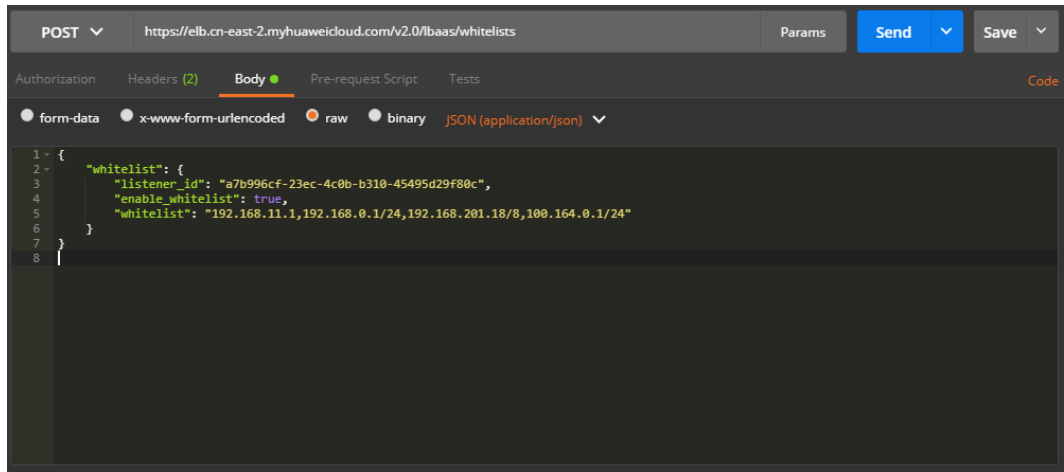 POST https://elb.cn-east-2.myhuaweicloud.com/v2.0/lbaas/whitelists Params Send Save
Authorization Headers (2) Body Pre-request Script Tests Code
form-data x-www-form-urlencoded raw binary JSON (application/json)
1 {
2 "whitelist": {
3 "listener_id": "a7b996cf-23ec-4c0b-b310-45495d29f80c",
4 "enable_whitelist": true,
5 "whitelist": "192.168.11.1,192.168.0.1/24,192.168.201.18/8,100.164.0.1/24"
6 }
7 }
8